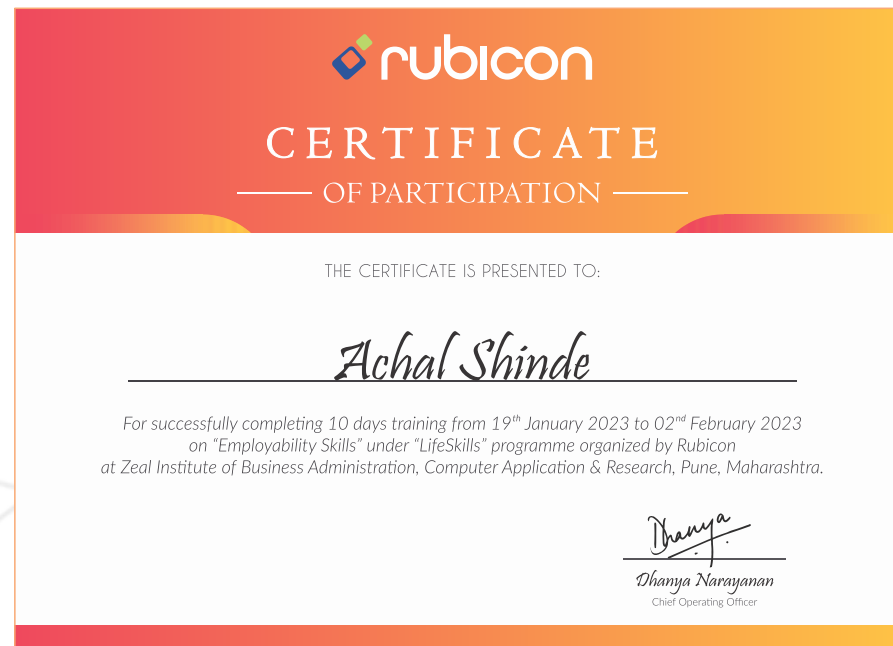 rubicon
CERTIFICATE
OF PARTICIPATION
THE CERTIFICATE IS PRESENTED TO:
Achal Shinde
For successfully completing 10 days training from 19th January 2023 to 02nd February 2023
on “Employability Skills” under “LifeSkills” programme organized by Rubicon
at Zeal Institute of Business Administration, Computer Application & Research, Pune, Maharashtra.
Dhanya
Dhanya Narayanan
Chief Operating Officer